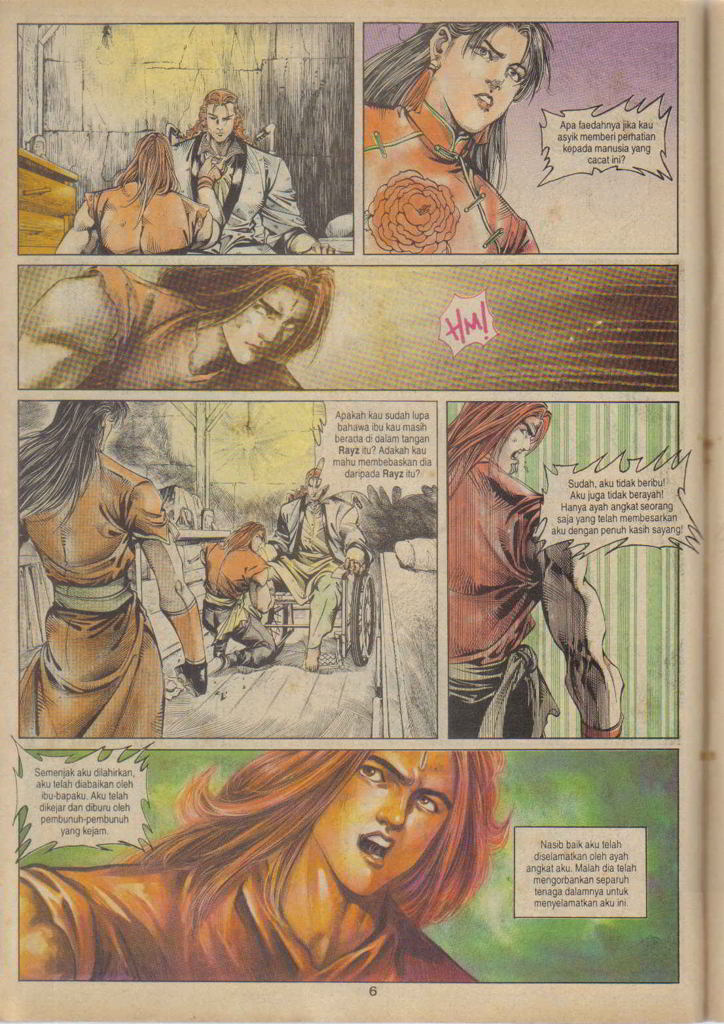 Apa faedahnya jika kau
asyik memberi perhatian
kepada manusia yang
cacat ini?
HM!
Apakah kau sudah lupa
bahawa ibu kau masih
berada di dalam tangan
Rayz itu? Adakah kau
mahu membebaskan dia
daripada Rayz itu?
Sudah, aku tidak beribu!
Aku juga tidak berayah!
Hanya ayah angkat seorang
saja yang telah membesarkan
aku dengan penuh kasih sayang!
Semenjak aku dilahirkan,
aku telah diabaikan oleh
ibu-bapaku. Aku telah
dikejar dan diburu oleh
pembunuh-pembunuh
yang kejam.
Nasib baik aku telah
diselamatkan oleh ayah
angkat aku. Malah dia telah
mengorbankan separuh
tenaga dalamnya untuk
menyelamatkan aku ini.
6